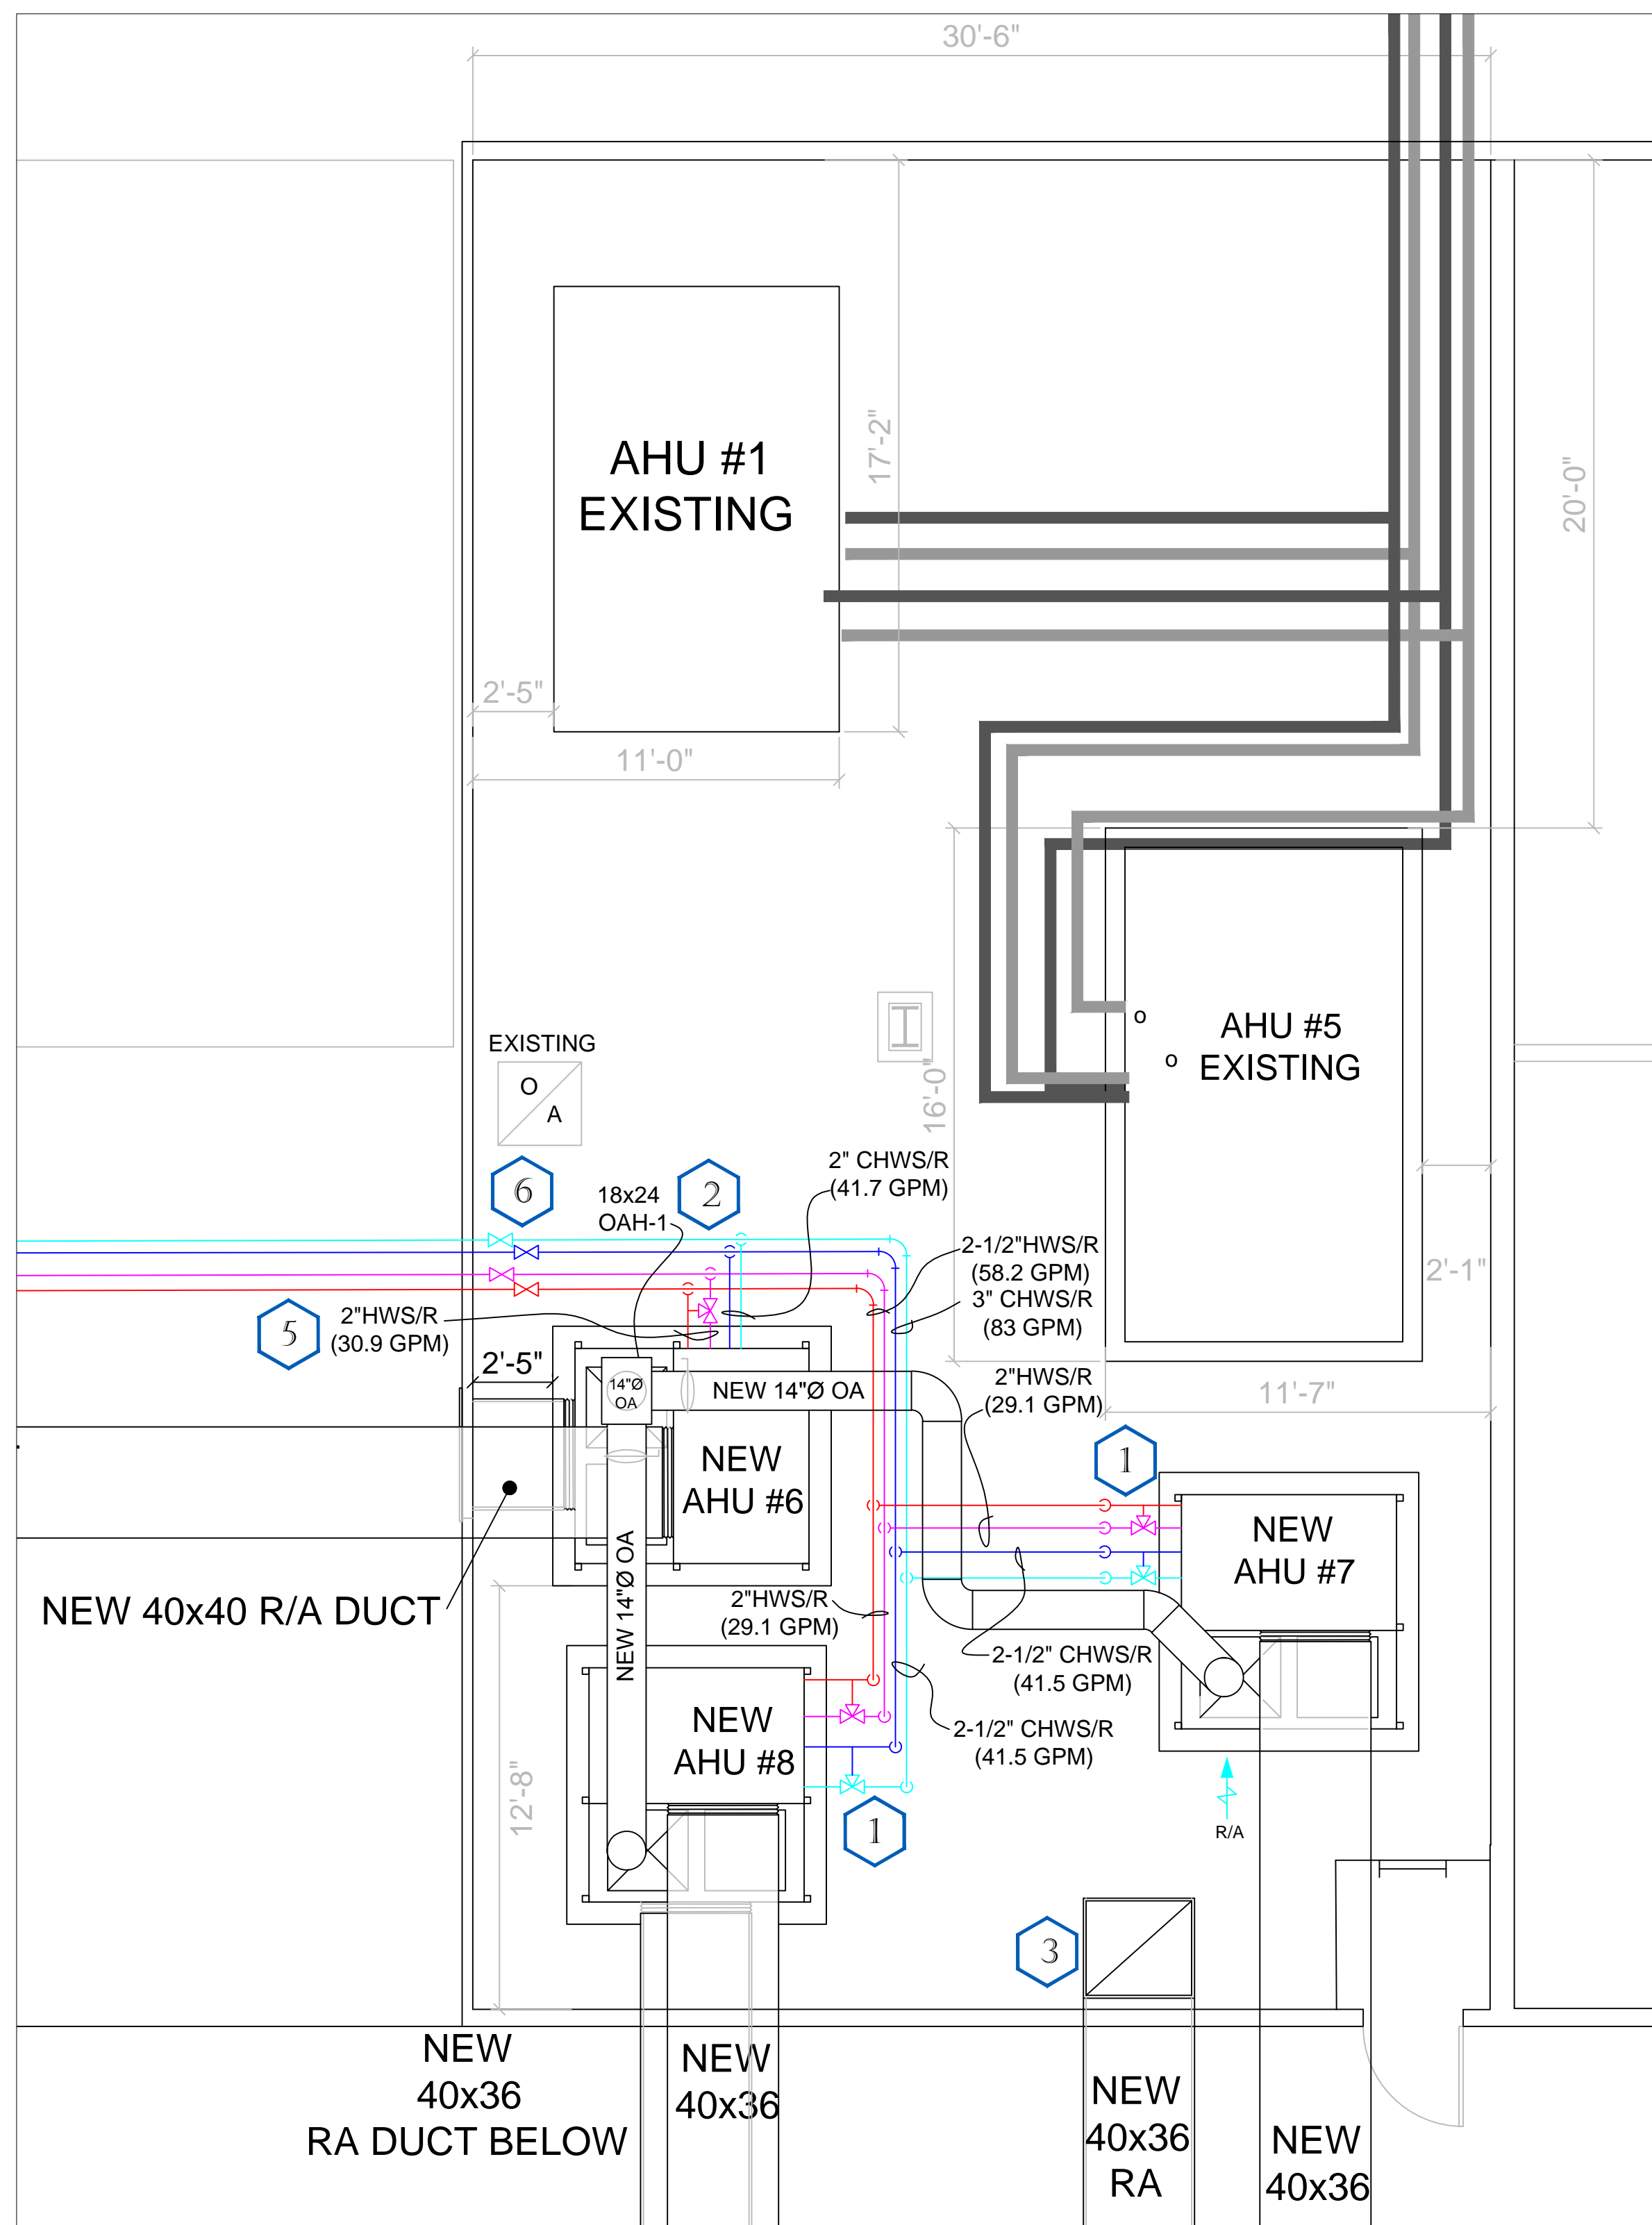 30'-6"
AHU #1
EXISTING
17'-2"
20'-0"
2'-5"
11'-0"
EXISTING
O
A
16'-0"
o
o
AHU #5
EXISTING
2'-1"
11'-7"
6
18x24
OAH-1
2
2" CHWS/R
(41.7 GPM)
2-1/2"HWS/R
(58.2 GPM)
3" CHWS/R
(83 GPM)
5
2"HWS/R
(30.9 GPM)
2'-5"
14"Ø
OA
NEW 14"Ø OA
2"HWS/R
(29.1 GPM)
1
NEW
AHU #6
NEW
AHU #7
NEW 14"Ø OA
NEW 40x40 R/A DUCT
2"HWS/R
(29.1 GPM)
2-1/2" CHWS/R
(41.5 GPM)
NEW
AHU #8
2-1/2" CHWS/R
(41.5 GPM)
12'-8"
1
R/A
3
NEW
40x36
RA DUCT BELOW
NEW
40x36
NEW
40x36
RA
NEW
40x36